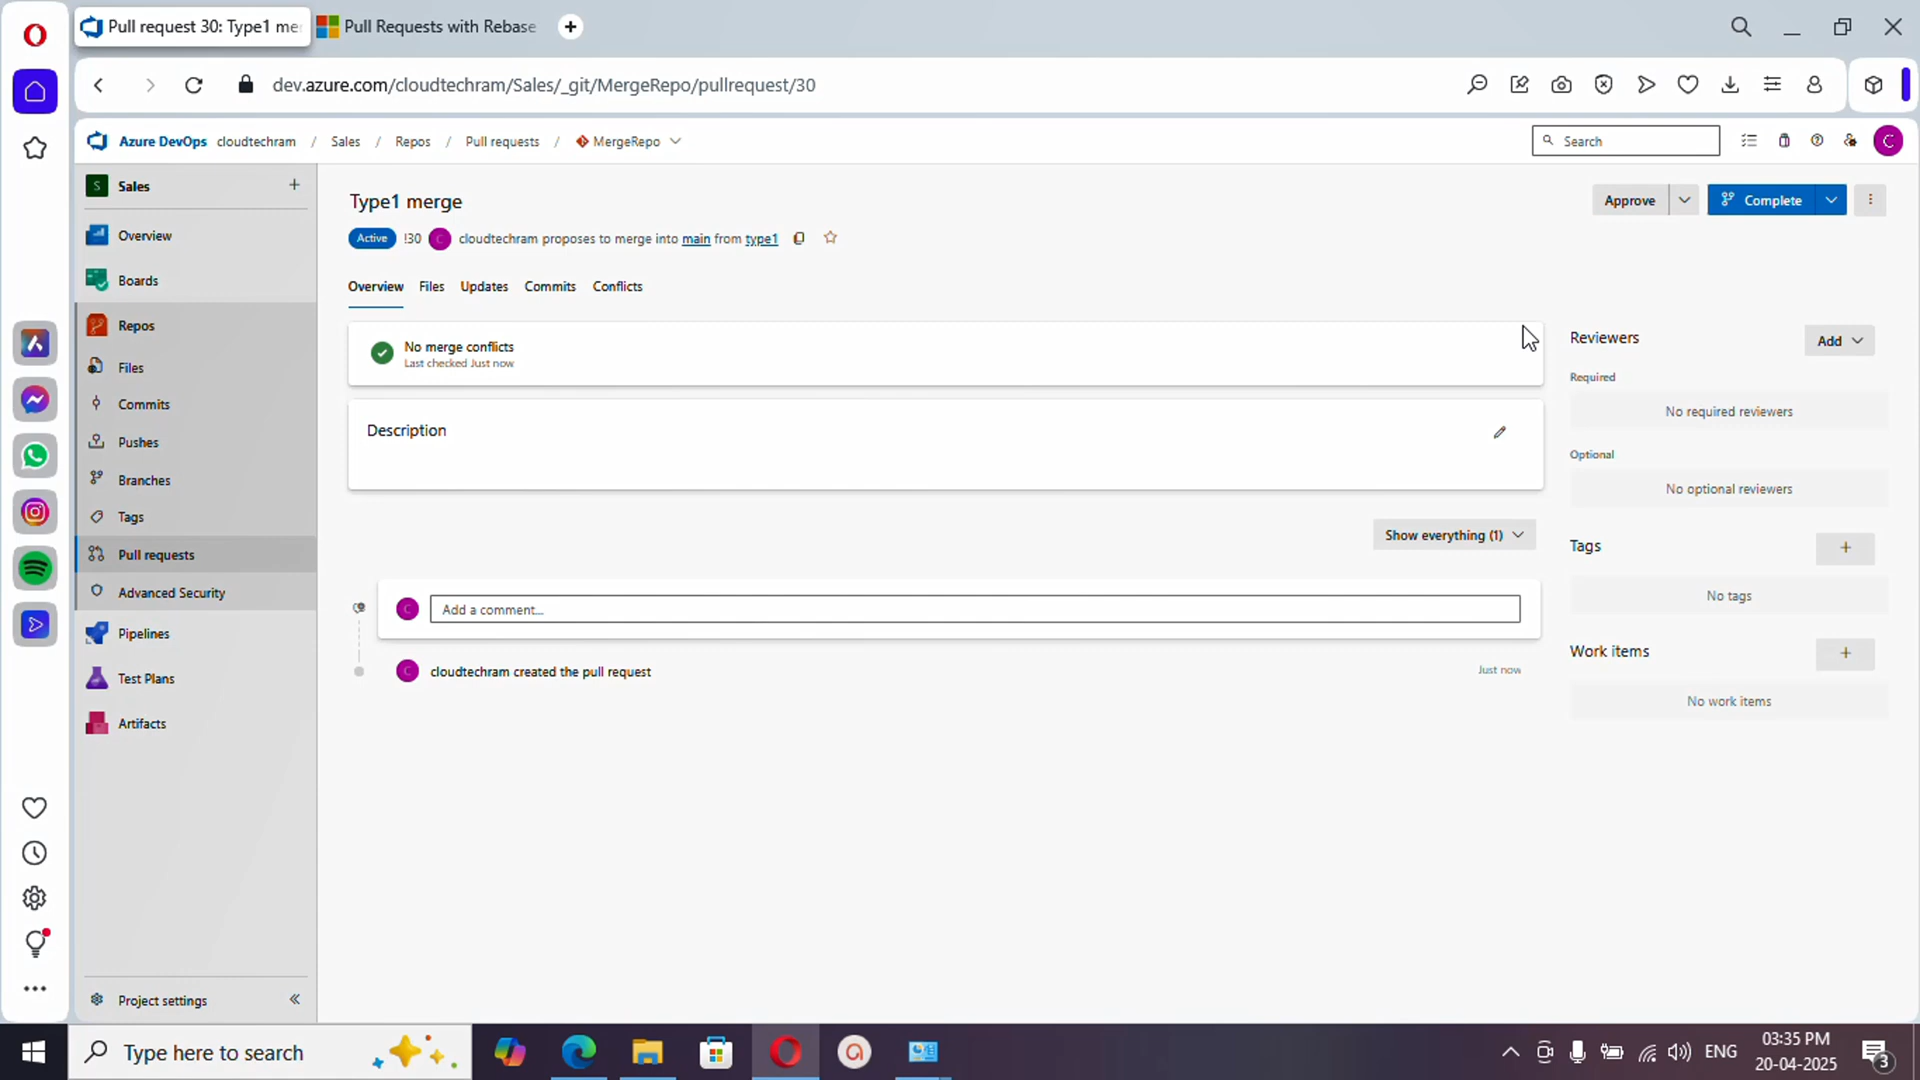 Pull request 30: Type1 me
Pull Requests with Rebase
dev.azure.com/cloudtechram/Sales/_git/MergeRepo/pullrequest/30
Azure DevOps cloudtechram / Sales / Repos / Pull requests / MergeRepo
Search
C
S Sales
Overview
Boards
Repos
Files
Commits
Pushes
Branches
Tags
Pull requests
Advanced Security
Pipelines
Test Plans
Artifacts
Project settings
Type1 merge
Approve
Complete
Active !30 C cloudtechram proposes to merge into main from type1
Overview Files Updates Commits Conflicts
No merge conflicts
Last checked Just now
Description
Show everything (1)
C Add a comment...
C cloudtechram created the pull request
Just now
Reviewers
Add
Required
No required reviewers
Optional
No optional reviewers
Tags
No tags
Work items
No work items
Type here to search
ENG
03:35 PM
20-04-2025
3